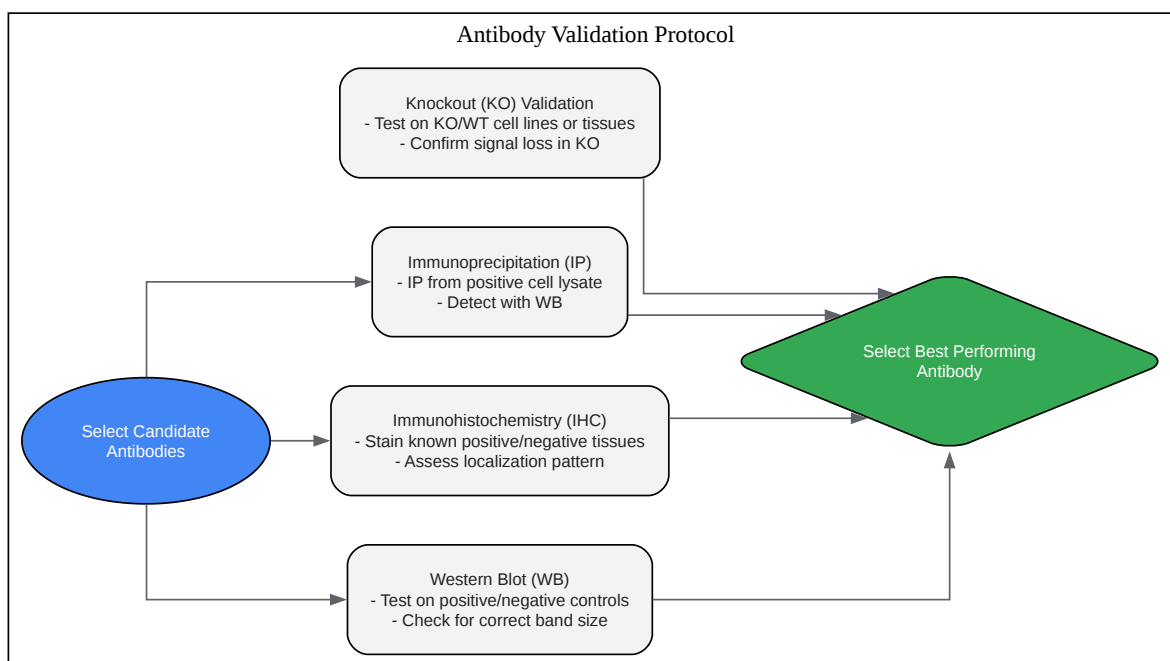 Antibody Validation Protocol
Knockout (KO) Validation
- Test on KO/WT cell lines or tissues
- Confirm signal loss in KO
Immunoprecipitation (IP)
- IP from positive cell lysate
- Detect with WB
Select Best Performing
Antibody
Select Candidate
Antibodies
Immunohistochemistry (IHC)
- Stain known positive/negative tissues
- Assess localization pattern
Western Blot (WB)
- Test on positive/negative controls
- Check for correct band size